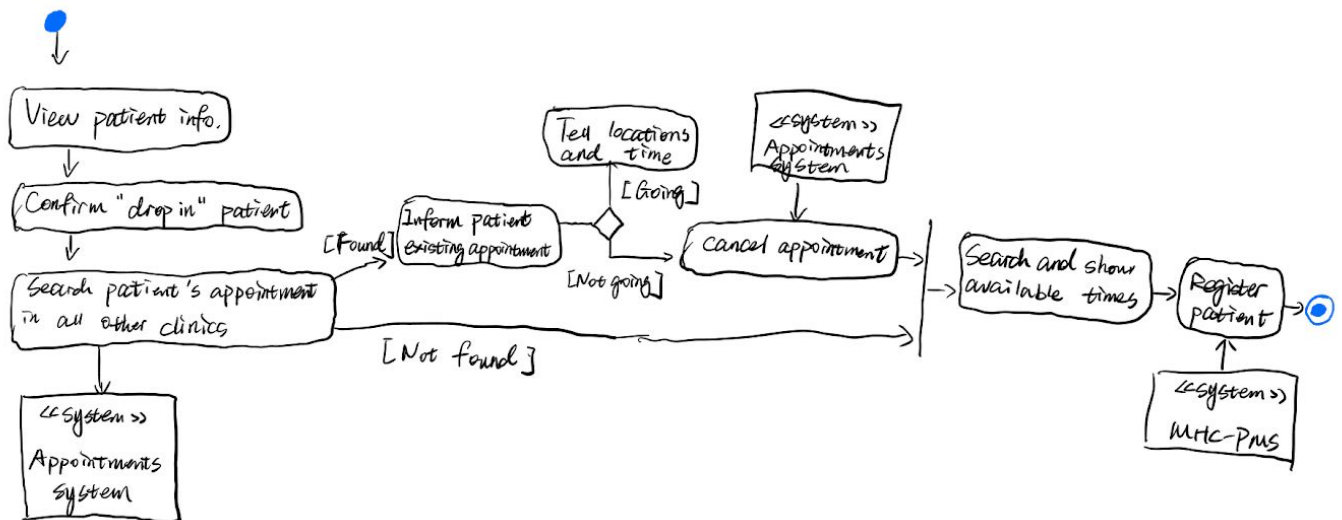 View patient info.
Confirm "drop in" patient
Search patient's appointment
in all other clinics
<<system>>
Appointments
system
[Found]
[Not found]
Inform patient
existing appointment
Tell locations
and time
[Going]
[Not going]
<<system>>
Appointments
system
cancel appointment
Search and show
available times
Register
patient
<<system>>
MHC-PMS